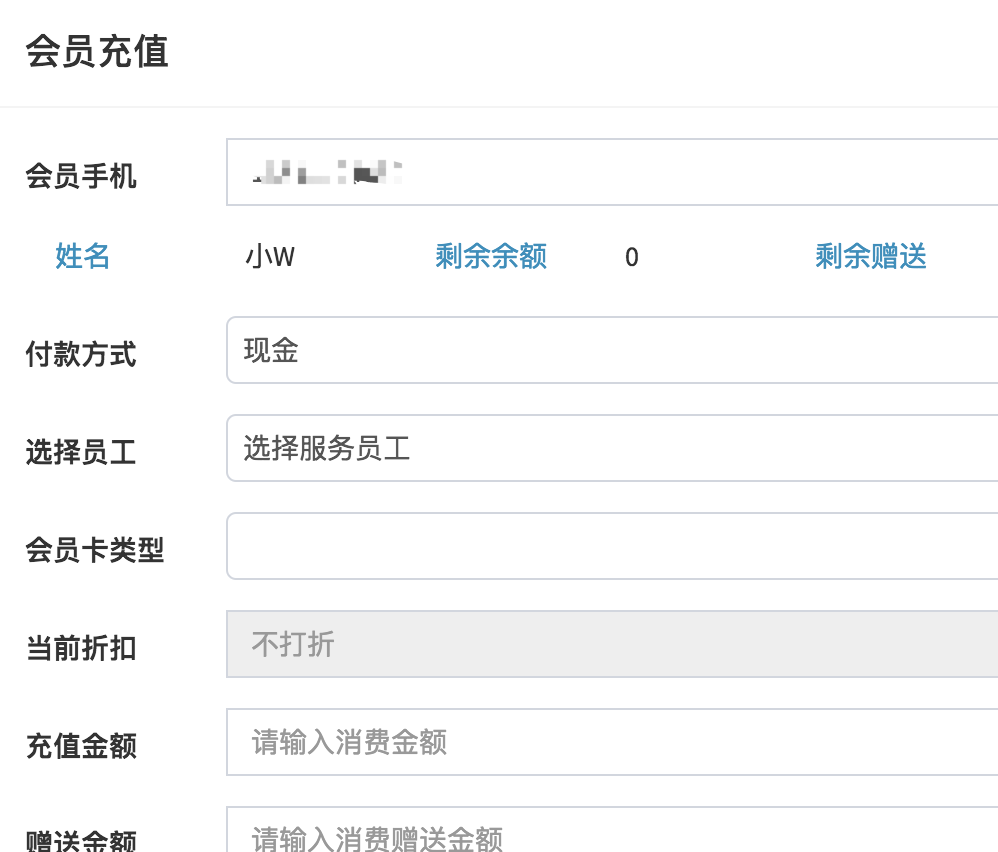 会员充值
会员手机
姓名 小W 剩余余额 0 剩余赠送
付款方式 现金
选择员工 选择服务员工
会员卡类型
当前折扣 不打折
充值金额 请输入消费金额
赠送金额 请输入消费赠送金额